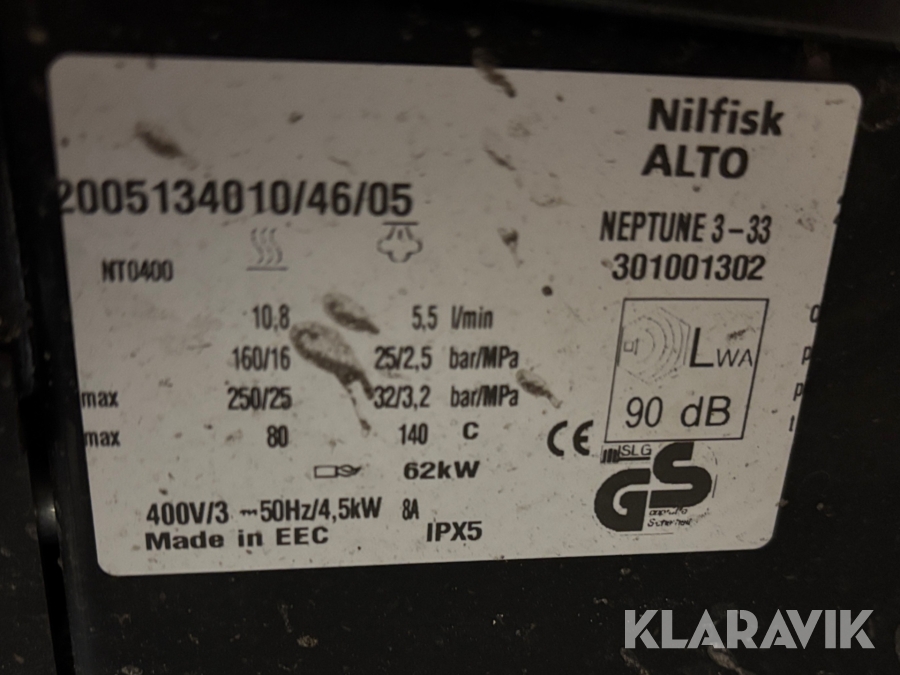 Nilfisk
ALTO
2005134010/46/05
NEPTUNE 3-33
301001302
NT0400
10,8 5,5 l/min
160/16 25/2,5 bar/MPa
max 250/25 32/3,2 bar/MPa
max 80 140 C
LWA
90 dB
62kW
CE
SLG
GS
400V/3 ~50Hz/4,5kW 8A
Made in EEC IPX5
KLARAVIK